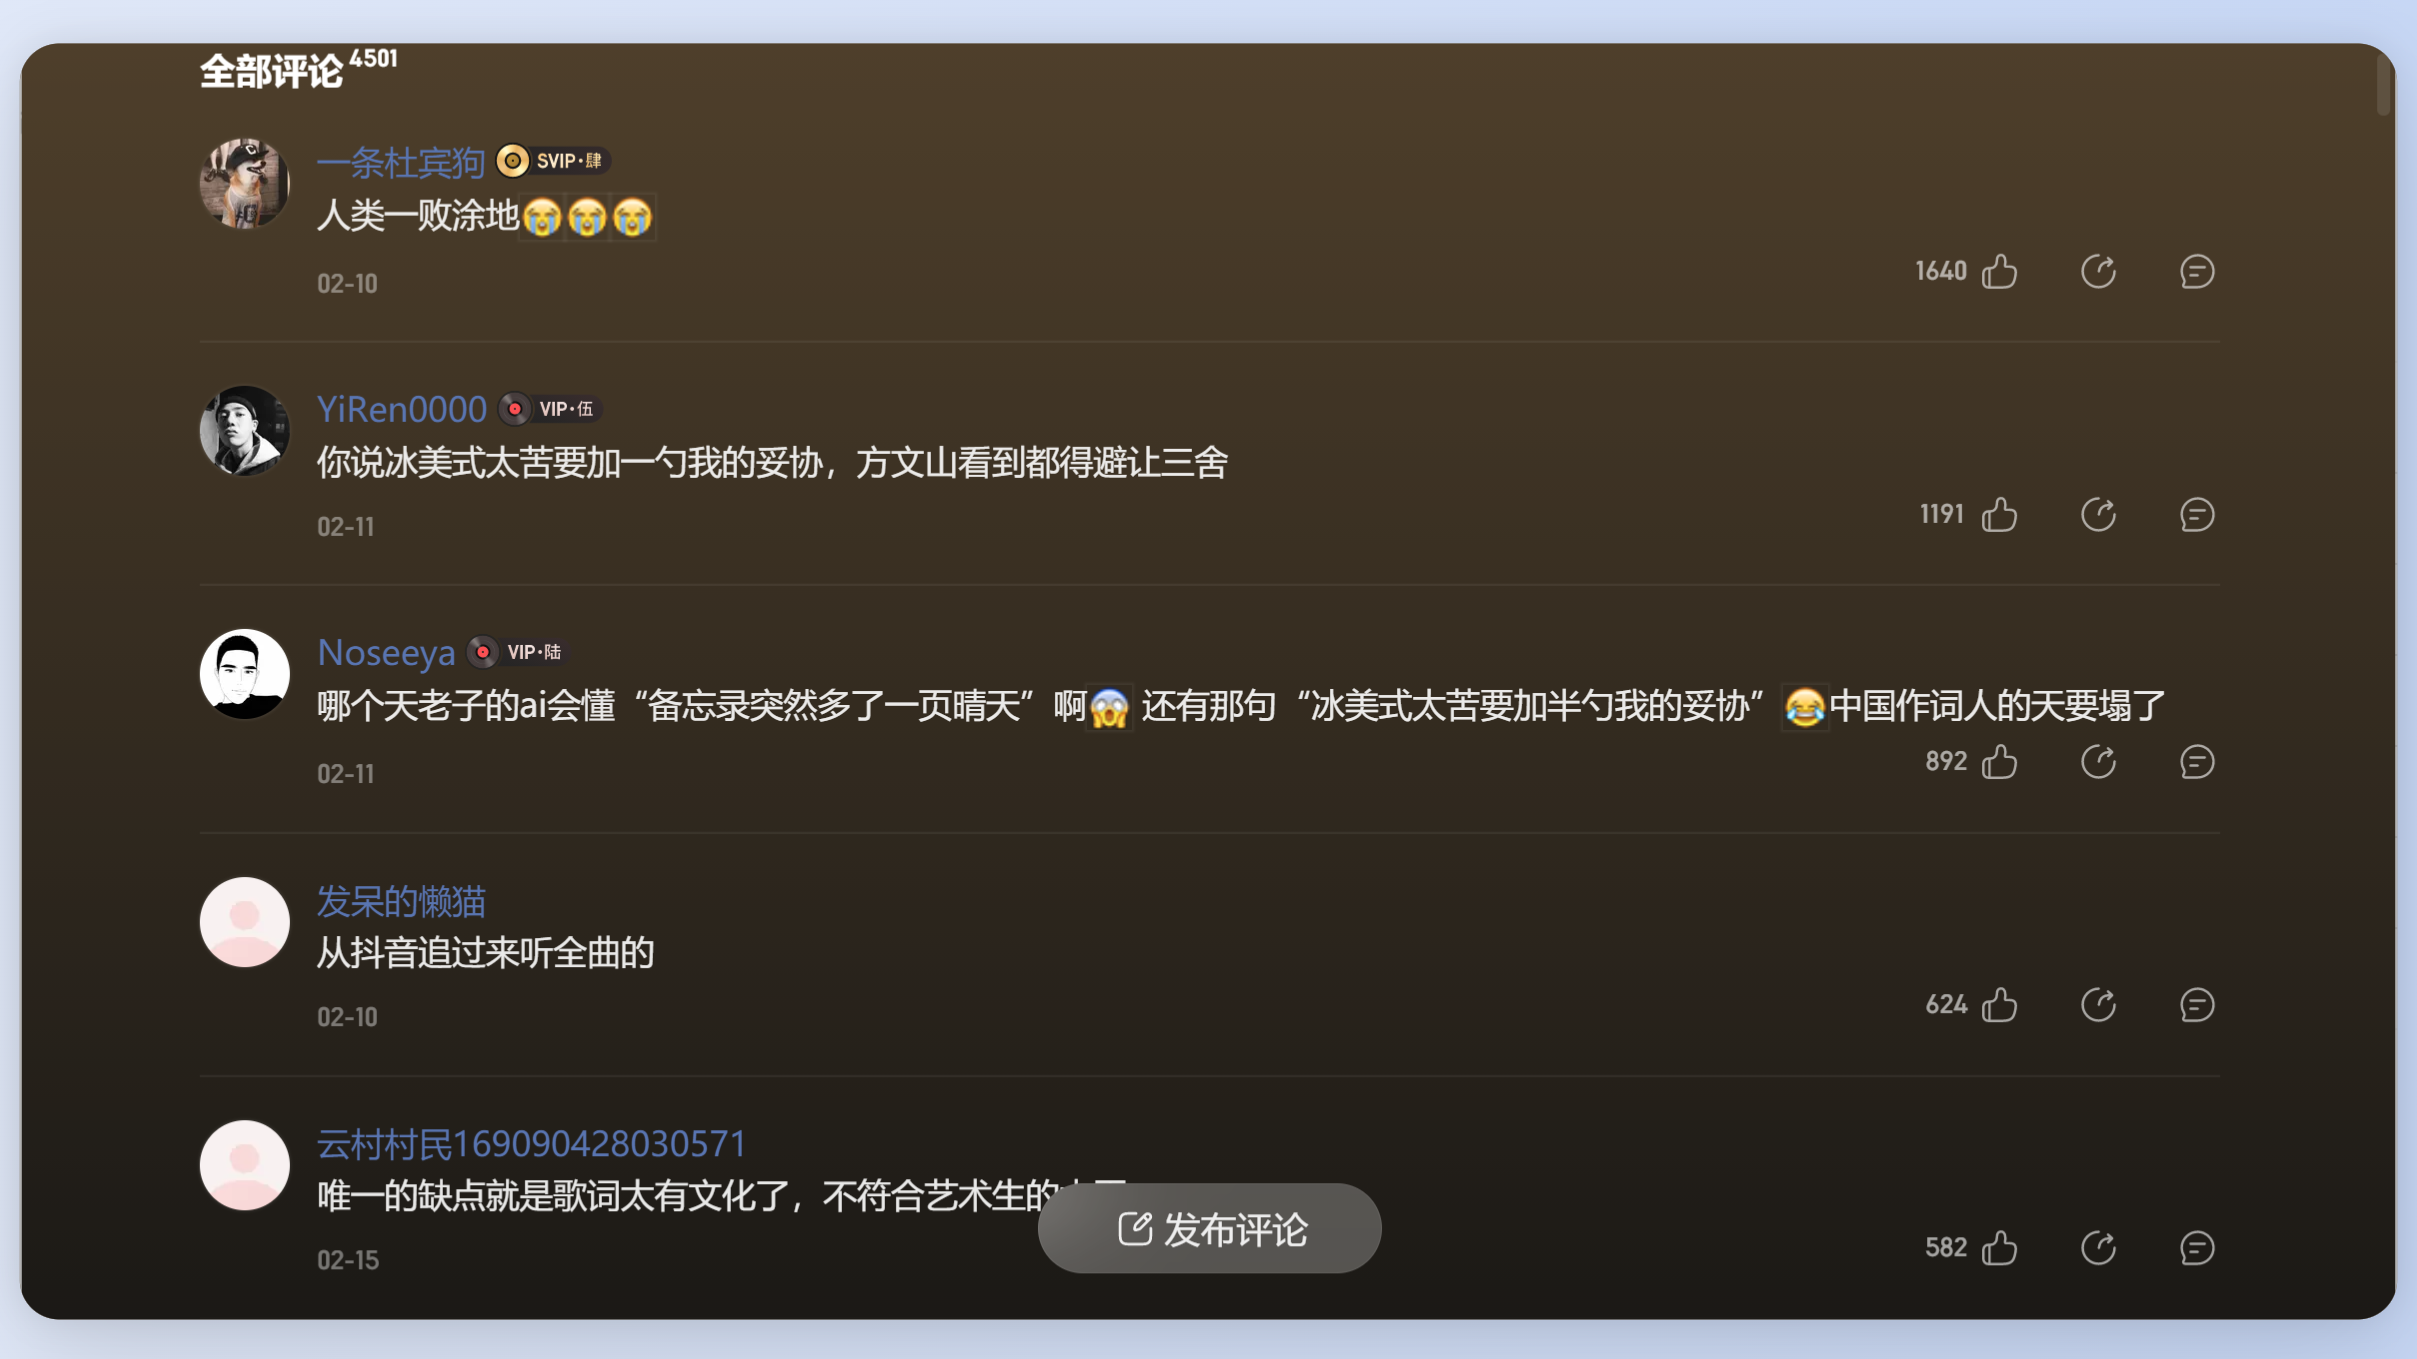 全部评论 4501
一条杜宾狗 SVIP·肆
人类一败涂地😭😭😭
02-10
1640
YiRen0000 VIP·伍
你说冰美式太苦要加一勺我的妥协，方文山看到都得避让三舍
02-11
1191
Noseeya VIP·陆
哪个天老子的ai会懂“备忘录突然多了一页晴天”啊😱 还有那句“冰美式太苦要加半勺我的妥协”😂中国作词人的天要塌了
02-11
892
发呆的懒猫
从抖音追过来听全曲的
02-10
624
云村村民169090428030571
唯一的缺点就是歌词太有文化了，不符合艺术生的
02-15
582
发布评论